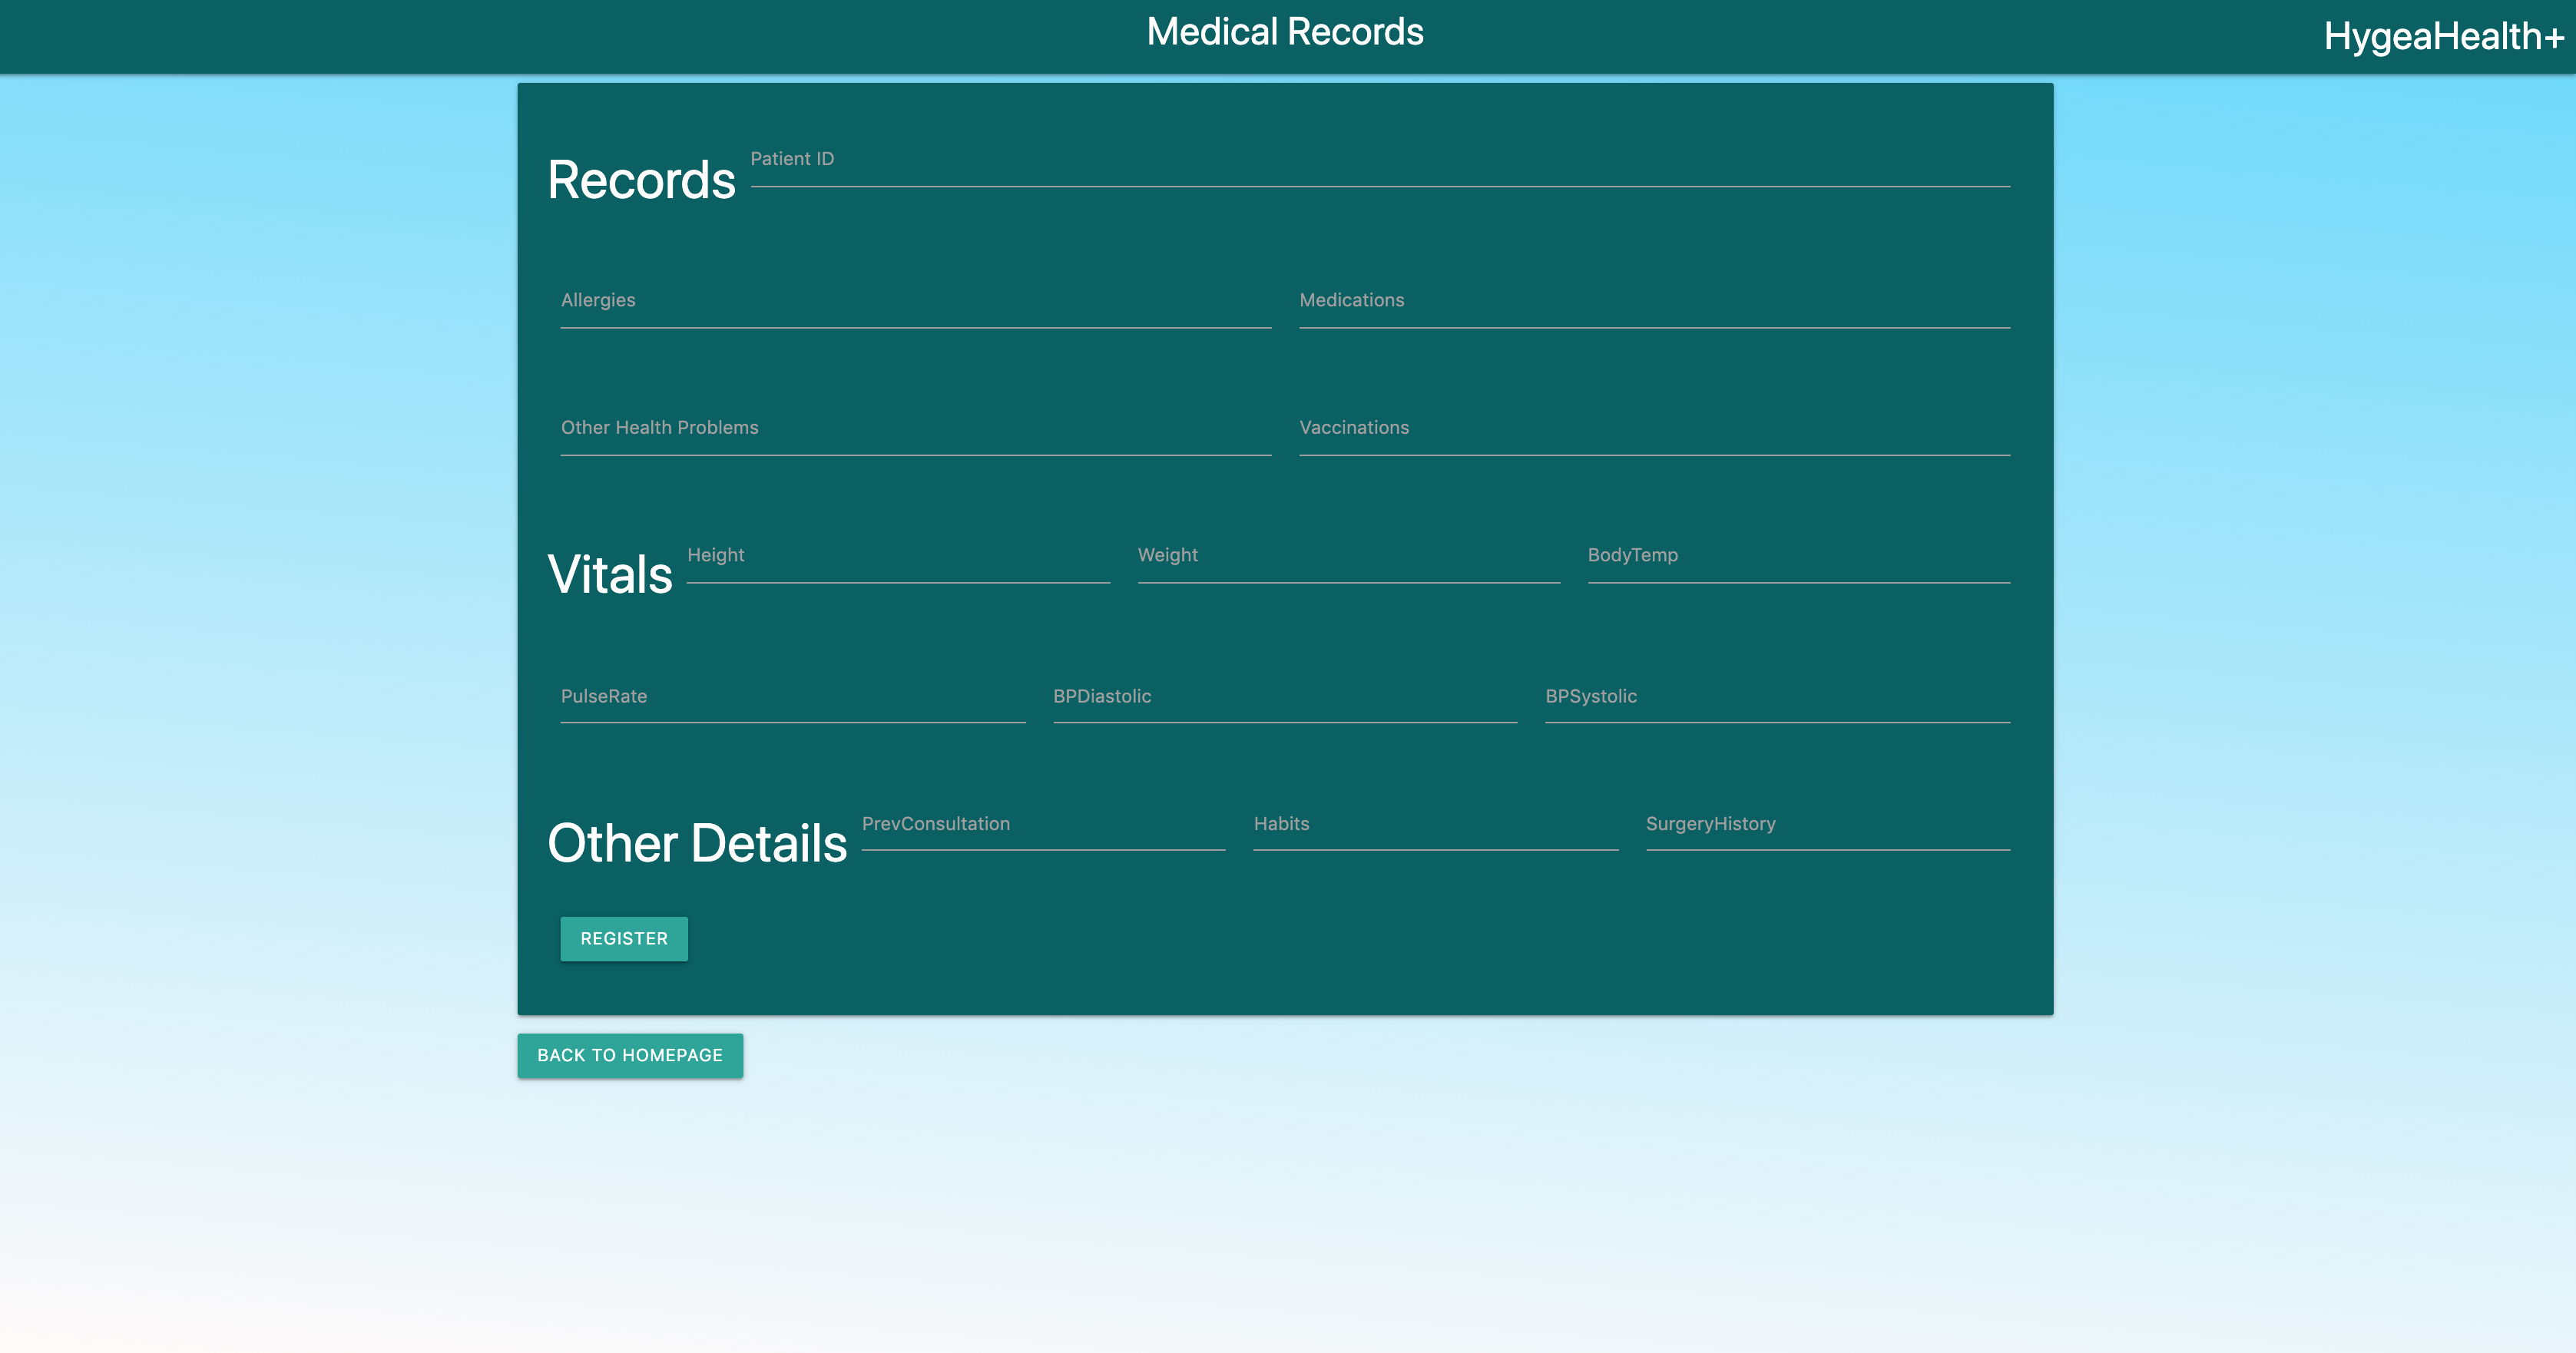 Medical Records
HygeaHealth+
Records
Patient ID
Allergies
Medications
Other Health Problems
Vaccinations
Vitals
Height
Weight
BodyTemp
PulseRate
BPDiastolic
BPSystolic
Other Details
PrevConsultation
Habits
SurgeryHistory
REGISTER
BACK TO HOMEPAGE